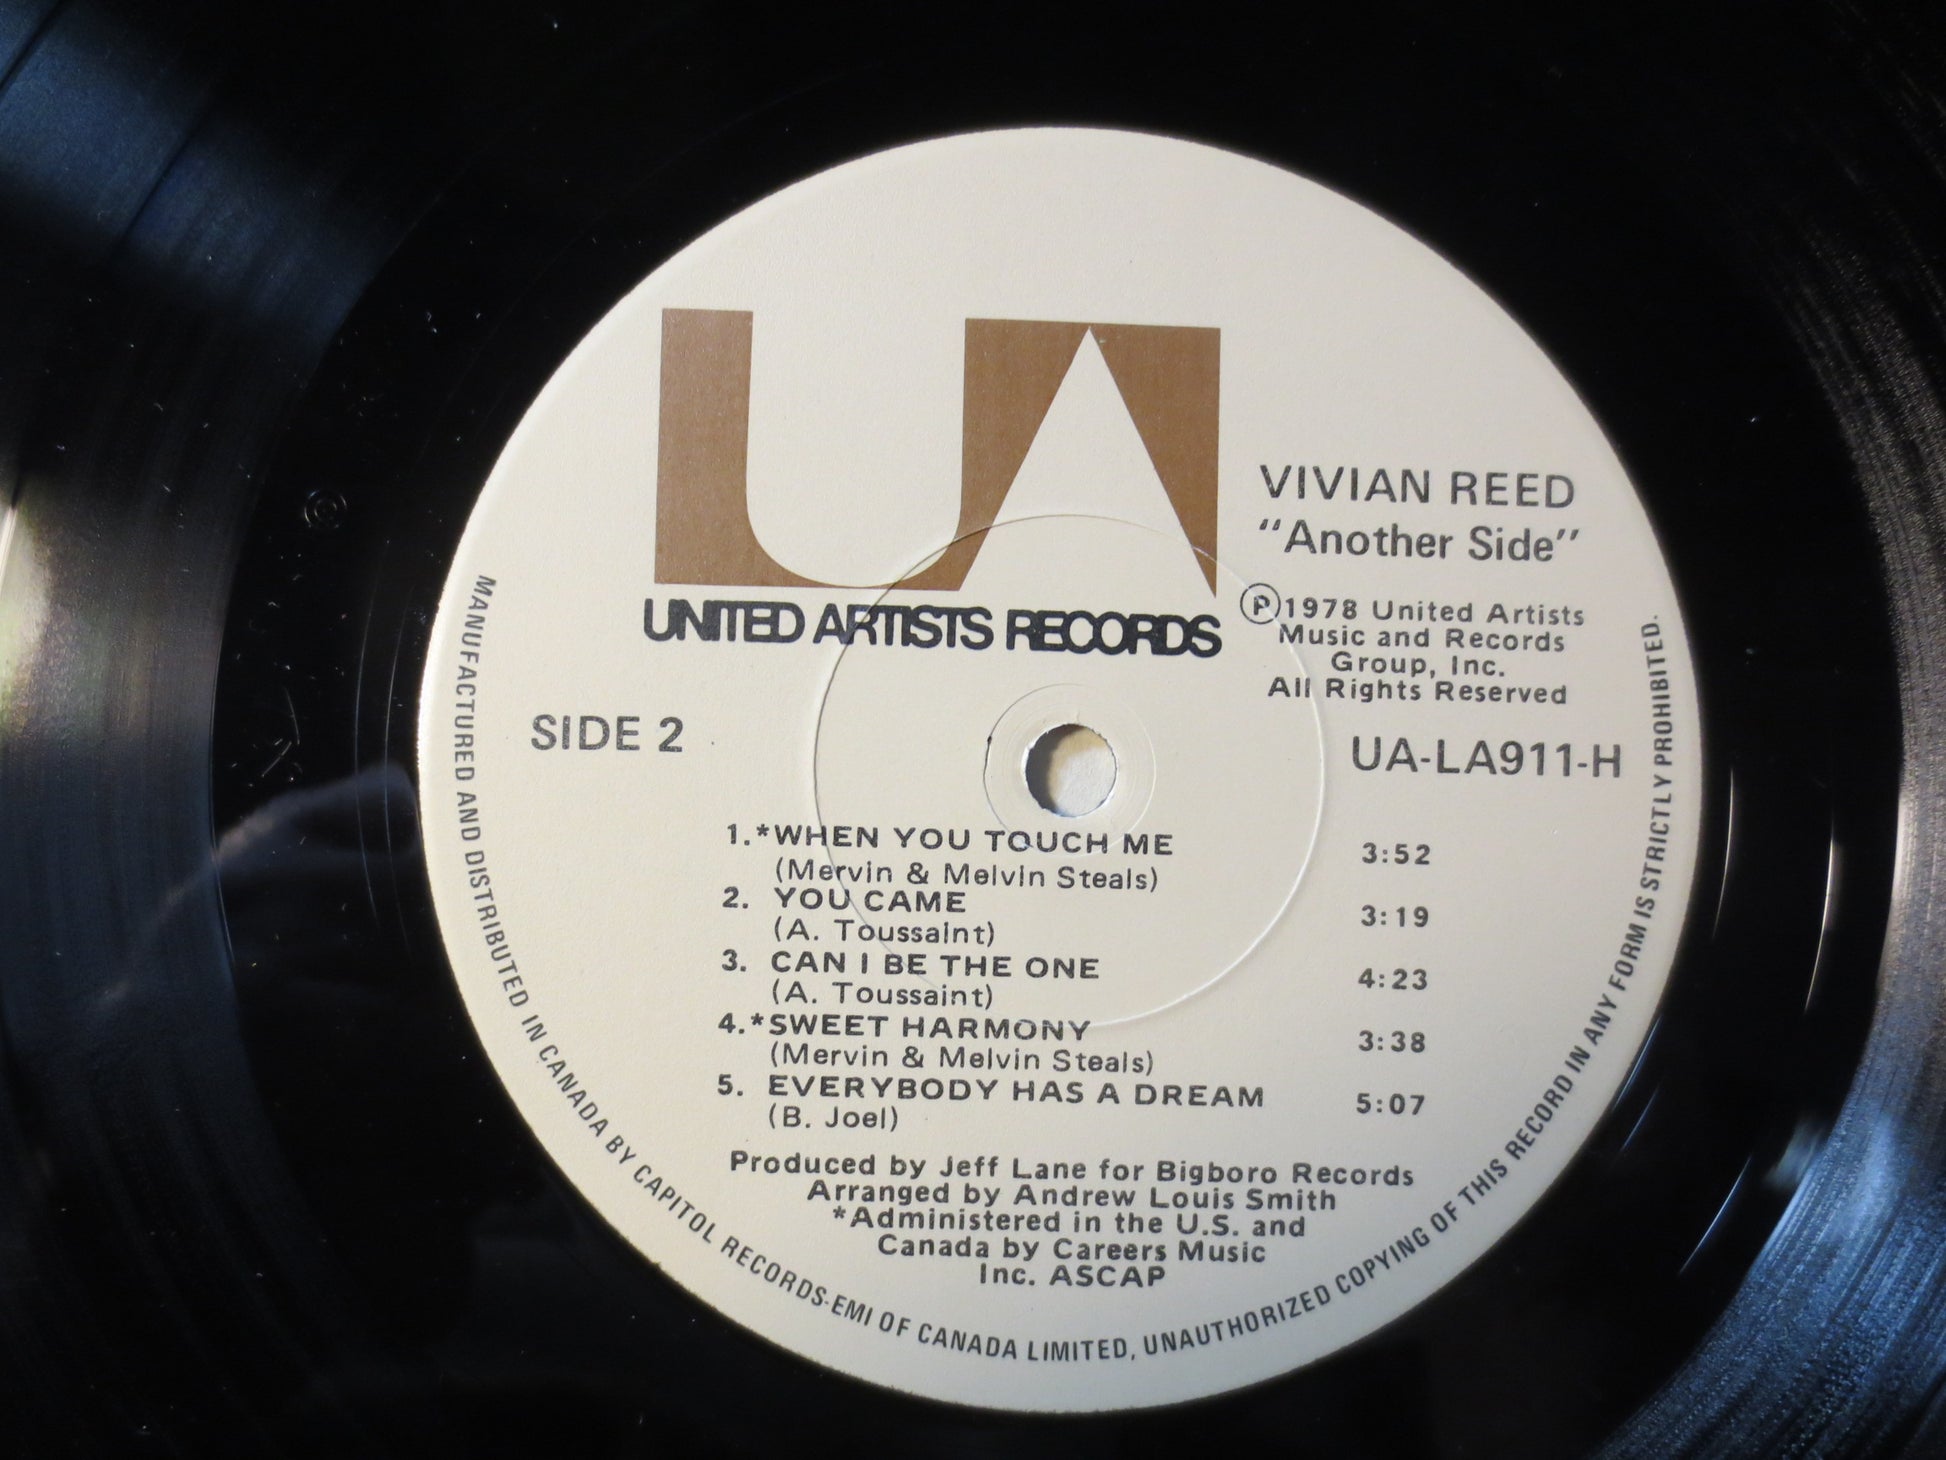 UA
UNITED ARTISTS RECORDS
VIVIAN REED
"Another Side"
Ⓟ1978 United Artists
Music and Records
Group, Inc.
All Rights Reserved
SIDE 2
UA-LA911-H
1.*WHEN YOU TOUCH ME 3:52
(Mervin & Melvin Steals)
2. YOU CAME 3:19
(A. Toussaint)
3. CAN I BE THE ONE 4:23
(A. Toussaint)
4.*SWEET HARMONY 3:38
(Mervin & Melvin Steals)
5. EVERYBODY HAS A DREAM 5:07
(B. Joel)
Produced by Jeff Lane for Bigboro Records
Arranged by Andrew Louis Smith
*Administered in the U.S. and
Canada by Careers Music
Inc. ASCAP
MANUFACTURED AND DISTRIBUTED IN CANADA BY CAPITOL RECORDS-EMI OF CANADA LIMITED, UNAUTHORIZED COPYING OF THIS RECORD IN ANY FORM IS STRICTLY PROHIBITED.